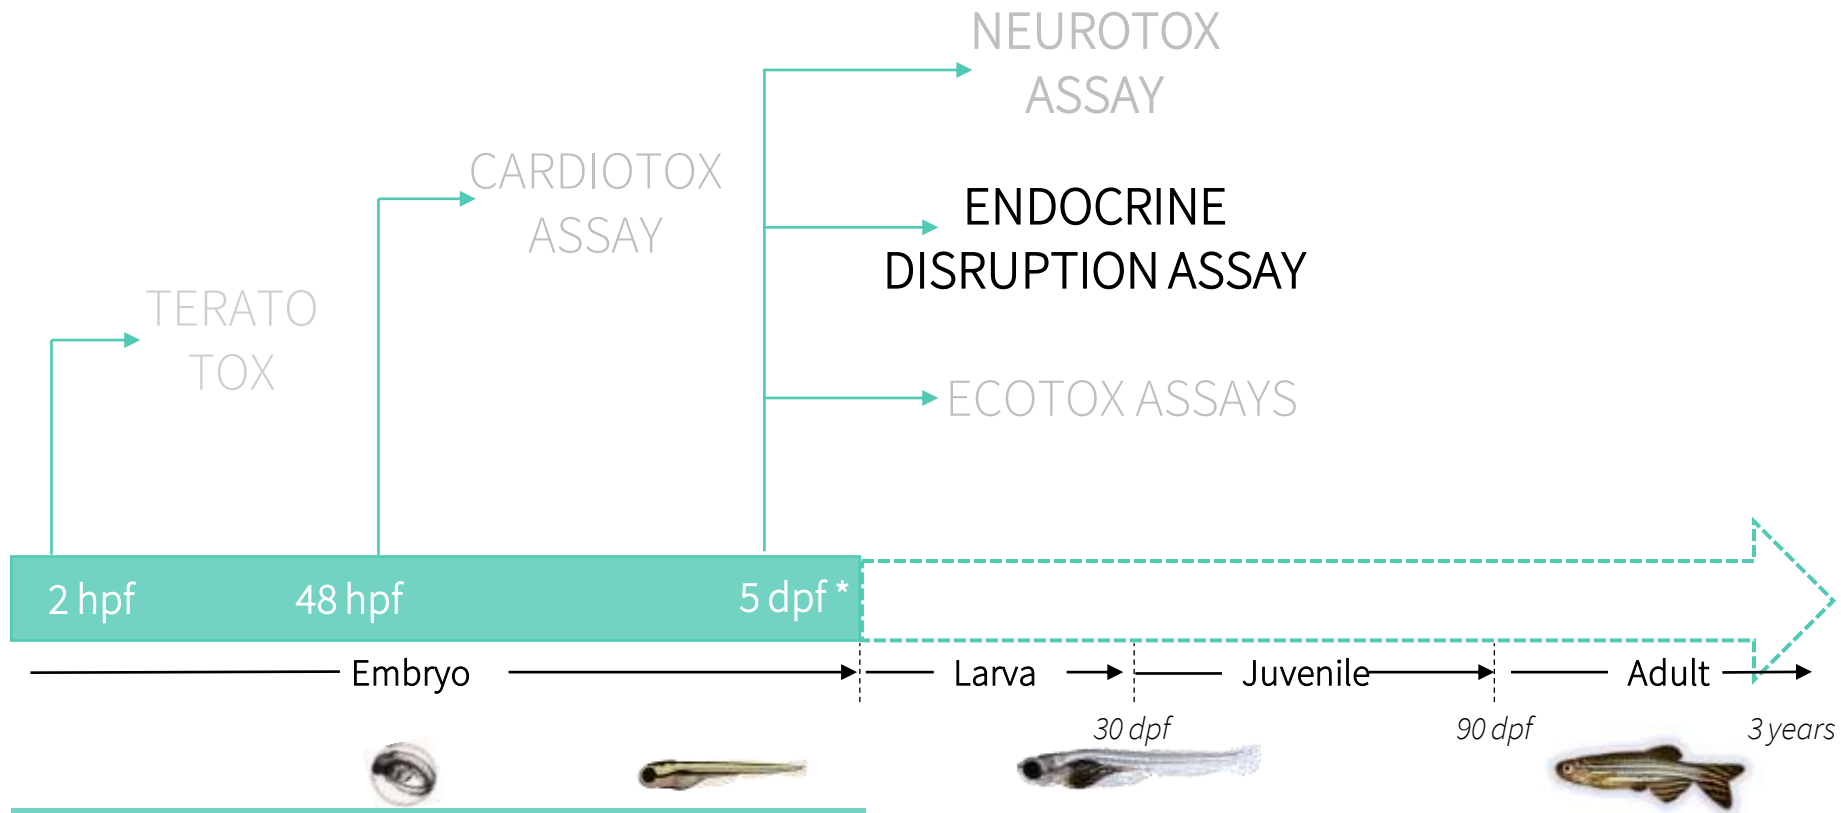 NEUROTOX
ASSAY
CARDIOTOX
ASSAY
ENDOCRINE
DISRUPTION ASSAY
TERATO
TOX
ECOTOX ASSAYS
2 hpf
48 hpf
5 dpf *
Embryo
Larva
Juvenile
Adult
30 dpf
90 dpf
3 years